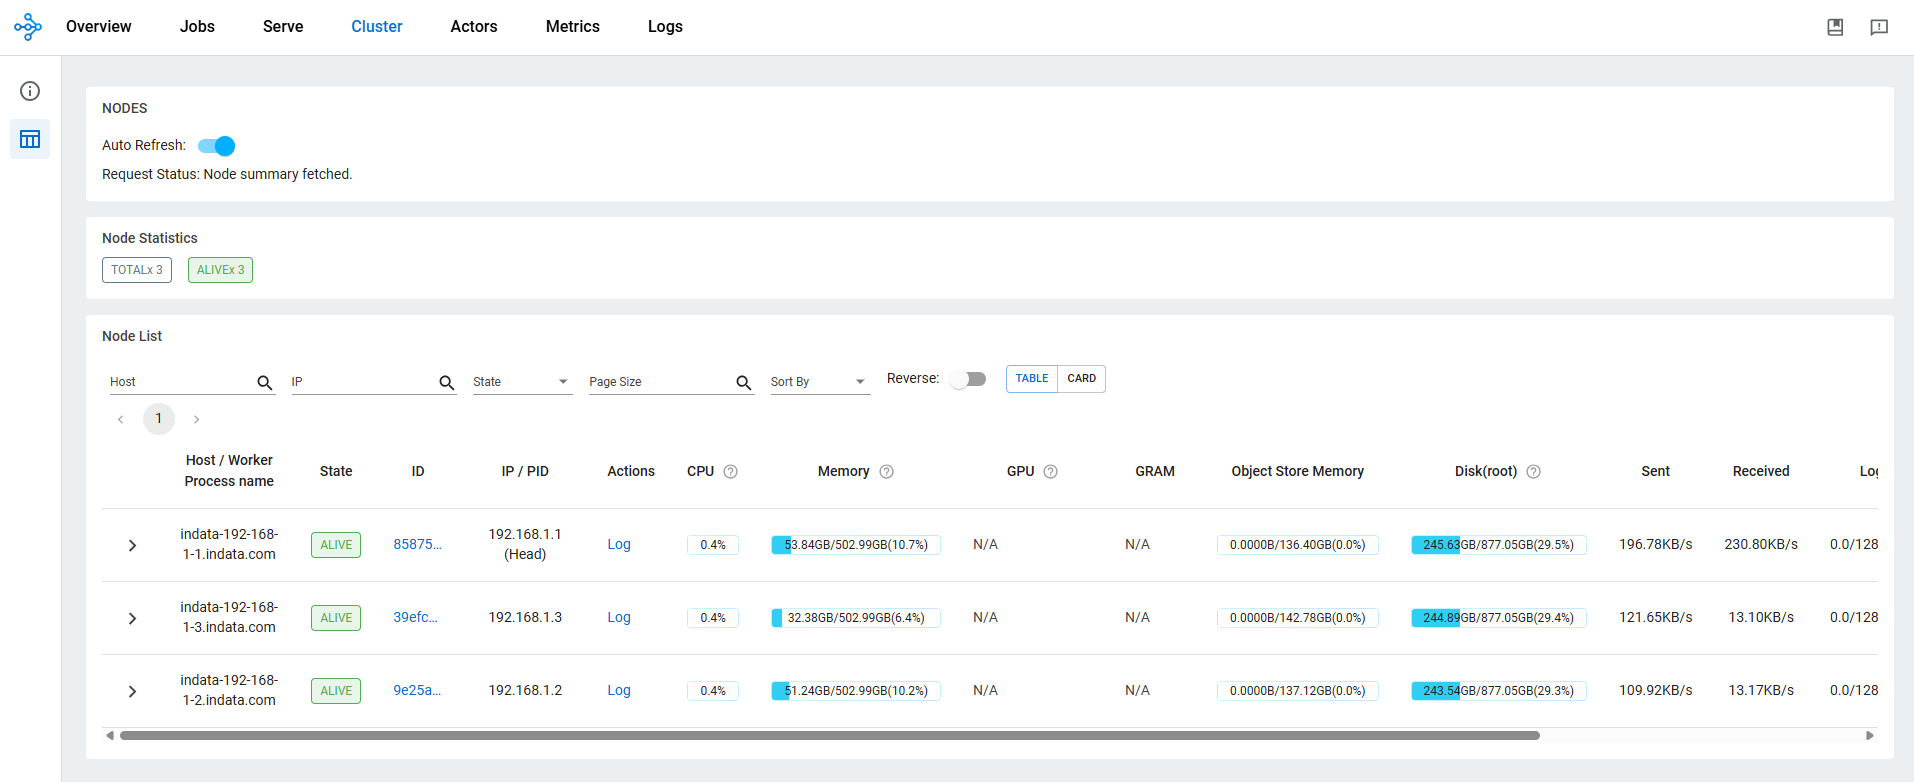 Overview Jobs Serve Cluster Actors Metrics Logs
NODES
Auto Refresh:
Request Status: Node summary fetched.
Node Statistics
TOTALx 3 ALIVEx 3
Node List
Host IP State Page Size Sort By Reverse: TABLE CARD
1
Host / Worker Process name State ID IP / PID Actions CPU Memory GPU GRAM Object Store Memory Disk(root) Sent Received Log
indata-192-168-
1-1.indata.com ALIVE 85875... 192.168.1.1
(Head) Log 0.4% 53.84GB/502.99GB(10.7%) N/A N/A 0.0000B/136.40GB(0.0%) 245.63GB/877.05GB(29.5%) 196.78KB/s 230.80KB/s 0.0/128
indata-192-168-
1-3.indata.com ALIVE 39efc... 192.168.1.3 Log 0.4% 32.38GB/502.99GB(6.4%) N/A N/A 0.0000B/142.78GB(0.0%) 244.89GB/877.05GB(29.4%) 121.65KB/s 13.10KB/s 0.0/128
indata-192-168-
1-2.indata.com ALIVE 9e25a... 192.168.1.2 Log 0.4% 51.24GB/502.99GB(10.2%) N/A N/A 0.0000B/137.12GB(0.0%) 243.54GB/877.05GB(29.3%) 109.92KB/s 13.17KB/s 0.0/128